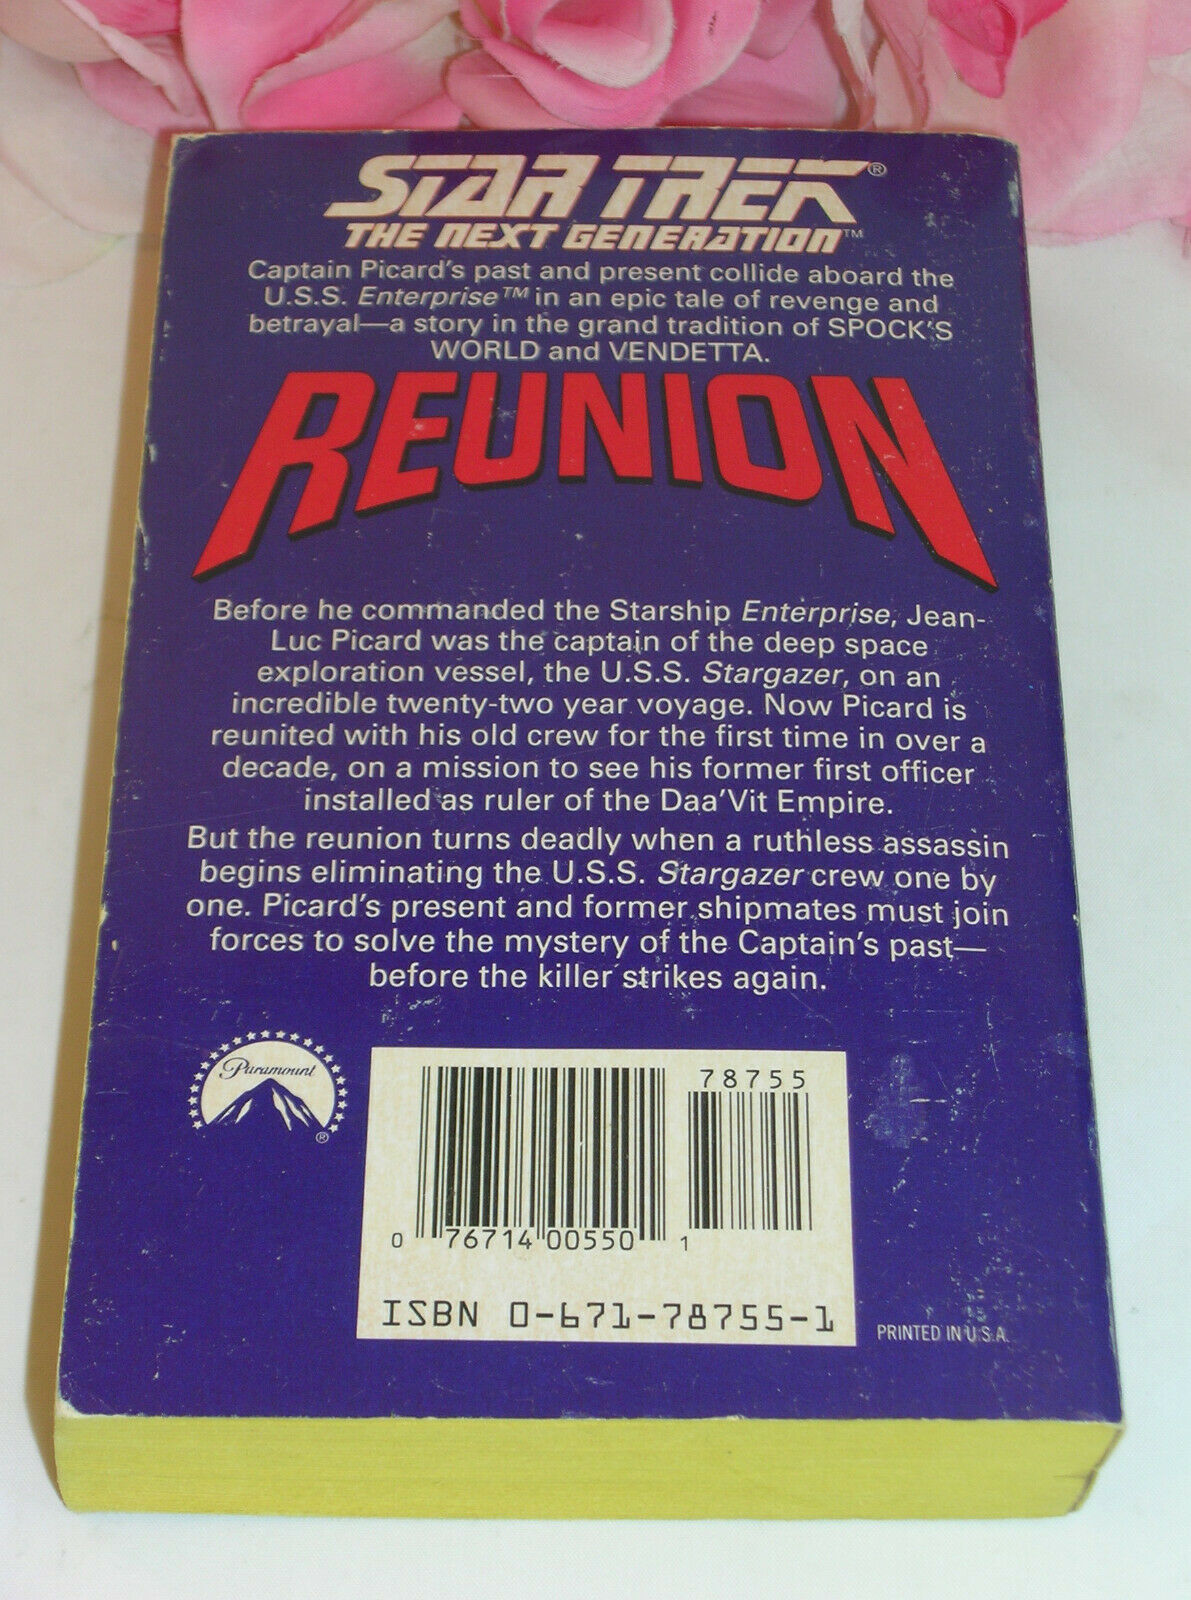 STAR TREK®
THE NEXT GENERATION™
Captain Picard's past and present collide aboard the
U.S.S. Enterprise™ in an epic tale of revenge and
betrayal—a story in the grand tradition of SPOCK'S
WORLD and VENDETTA.
REUNION
Before he commanded the Starship Enterprise, Jean-
Luc Picard was the captain of the deep space
exploration vessel, the U.S.S. Stargazer, on an
incredible twenty-two year voyage. Now Picard is
reunited with his old crew for the first time in over a
decade, on a mission to see his former first officer
installed as ruler of the Daa'Vit Empire.
But the reunion turns deadly when a ruthless assassin
begins eliminating the U.S.S. Stargazer crew one by
one. Picard's present and former shipmates must join
forces to solve the mystery of the Captain's past—
before the killer strikes again.
Paramount®
78755
0 76714 00550 1
ISBN 0-671-78755-1
PRINTED IN U.S.A.